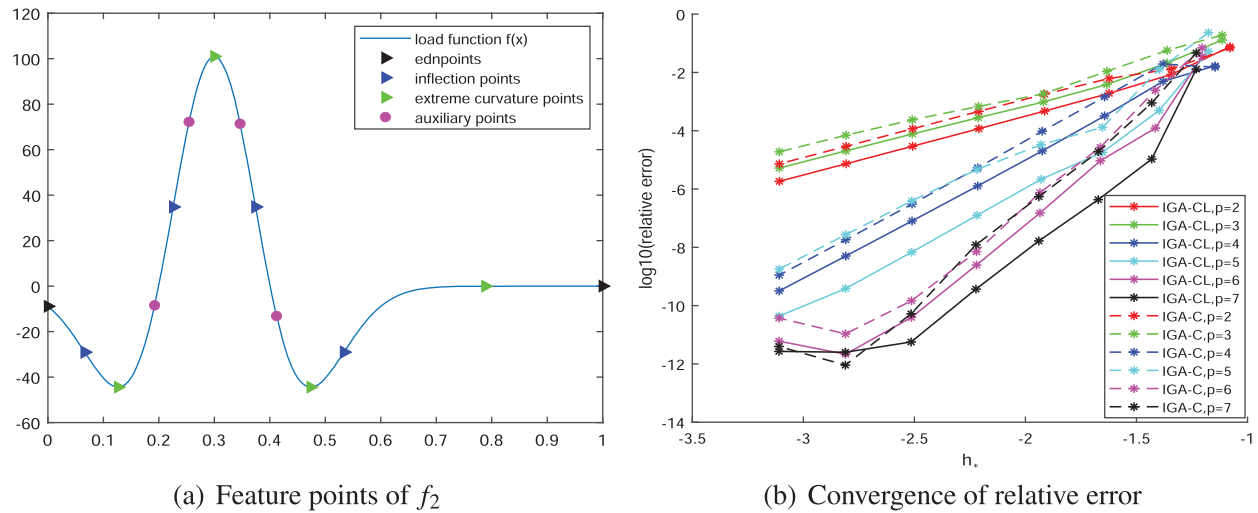 120
100
80
60
40
20
0
-20
-40
-60
0
0.1
0.2
0.3
0.4
0.5
0.6
0.7
0.8
0.9
1
load function f(x)
ednpoints
inflection points
extreme curvature points
auxiliary points
(a) Feature points of f₂
0
-2
-4
-6
-8
-10
-12
-14
log10(relative error)
-3.5
-3
-2.5
-2
-1.5
-1
h*
IGA-CL,p=2
IGA-CL,p=3
IGA-CL,p=4
IGA-CL,p=5
IGA-CL,p=6
IGA-CL,p=7
IGA-C,p=2
IGA-C,p=3
IGA-C,p=4
IGA-C,p=5
IGA-C,p=6
IGA-C,p=7
(b) Convergence of relative error